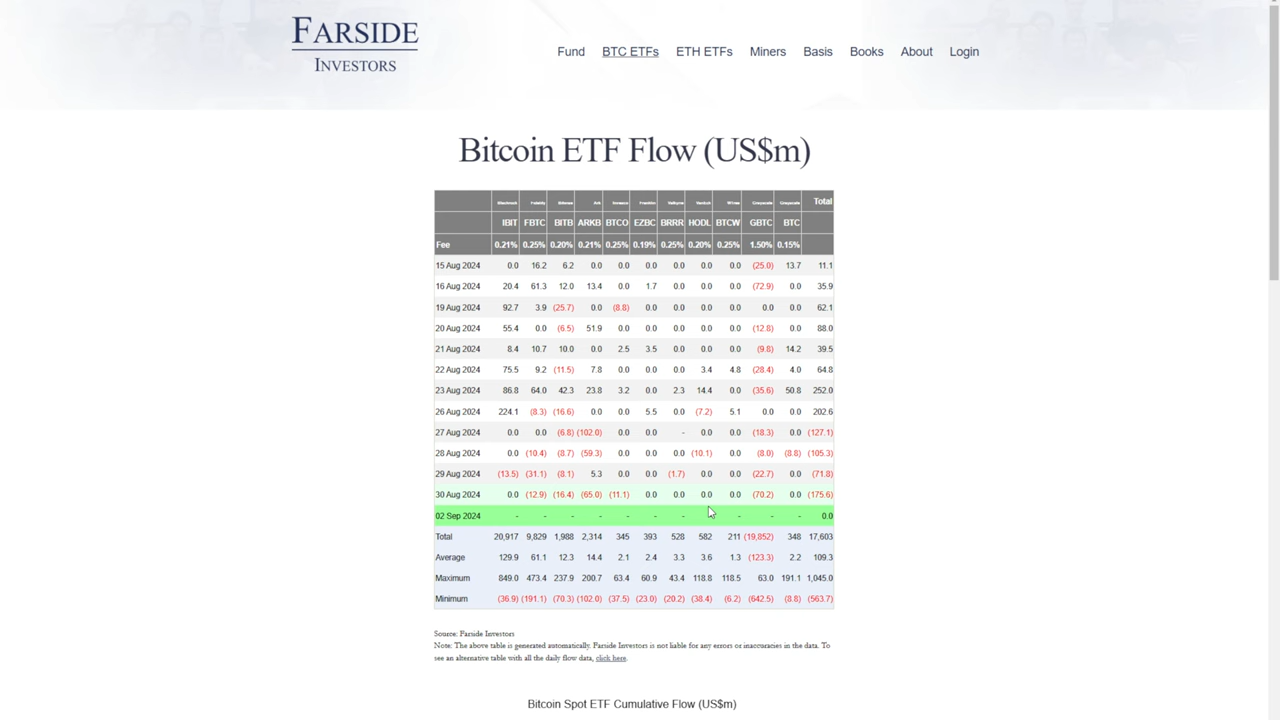 FARSIDE
INVESTORS
Fund BTC ETFs ETH ETFs Miners Basis Books About Login
Bitcoin ETF Flow (US$m)
Blackrock Fidelity Bitwise Ark Invesco Franklin Valkyrie VanEck WTree Grayscale Grayscale Total
IBIT FBTC BITB ARKB BTCO EZBC BRRR HODL BTCW GBTC BTC
Fee 0.21% 0.25% 0.20% 0.21% 0.25% 0.19% 0.25% 0.20% 0.25% 1.50% 0.15%
15 Aug 2024 0.0 16.2 6.2 0.0 0.0 0.0 0.0 0.0 0.0 (25.0) 13.7 11.1
16 Aug 2024 20.4 61.3 12.0 13.4 0.0 1.7 0.0 0.0 0.0 (72.9) 0.0 35.9
19 Aug 2024 92.7 3.9 (25.7) 0.0 (8.8) 0.0 0.0 0.0 0.0 0.0 0.0 62.1
20 Aug 2024 55.4 0.0 (6.5) 51.9 0.0 0.0 0.0 0.0 0.0 (12.8) 0.0 88.0
21 Aug 2024 8.4 10.7 10.0 0.0 2.5 3.5 0.0 0.0 0.0 (9.8) 14.2 39.5
22 Aug 2024 75.5 9.2 (11.5) 7.8 0.0 0.0 0.0 3.4 4.8 (28.4) 4.0 64.8
23 Aug 2024 86.8 64.0 42.3 23.8 3.2 0.0 2.3 14.4 0.0 (35.6) 50.8 252.0
26 Aug 2024 224.1 (8.3) (16.6) 0.0 0.0 5.5 0.0 (7.2) 5.1 0.0 0.0 202.6
27 Aug 2024 0.0 0.0 (6.8) (102.0) 0.0 0.0 - 0.0 0.0 (18.3) 0.0 (127.1)
28 Aug 2024 0.0 (10.4) (8.7) (59.3) 0.0 0.0 0.0 (10.1) 0.0 (8.0) (8.8) (105.3)
29 Aug 2024 (13.5) (31.1) (8.1) 5.3 0.0 0.0 (1.7) 0.0 0.0 (22.7) 0.0 (71.8)
30 Aug 2024 0.0 (12.9) (16.4) (65.0) (11.1) 0.0 0.0 0.0 0.0 (70.2) 0.0 (175.6)
02 Sep 2024 - - - - - - - - - - - 0.0
Total 20,917 9,829 1,988 2,314 345 393 528 582 211 (19,852) 348 17,603
Average 129.9 61.1 12.3 14.4 2.1 2.4 3.3 3.6 1.3 (123.3) 2.2 109.3
Maximum 849.0 473.4 237.9 200.7 63.4 60.9 43.4 118.8 118.5 63.0 191.1 1,045.0
Minimum (36.9) (191.1) (70.3) (102.0) (37.5) (23.0) (20.2) (38.4) (6.2) (642.5) (8.8) (563.7)
Source: Farside Investors
Note: The above table is generated automatically. Farside Investors is not liable for any errors or inaccuracies in the data. To
see an alternative table with all the daily flow data, click here.
Bitcoin Spot ETF Cumulative Flow (US$m)